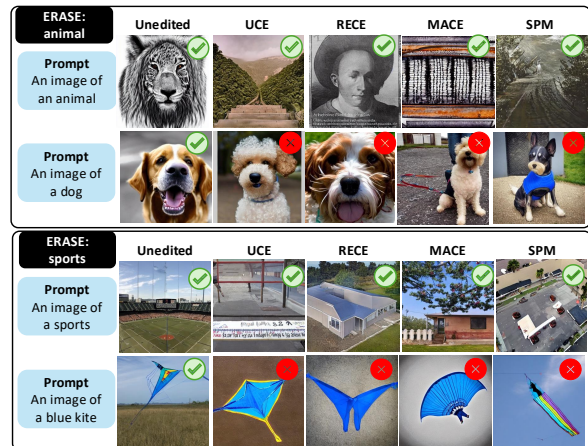 ERASE:
animal
Unedited UCE RECE MACE SPM
Prompt
An image of
an animal
Prompt
An image of
a dog
ERASE:
sports
Unedited UCE RECE MACE SPM
Prompt
An image of
a sports
Prompt
An image of
a blue kite